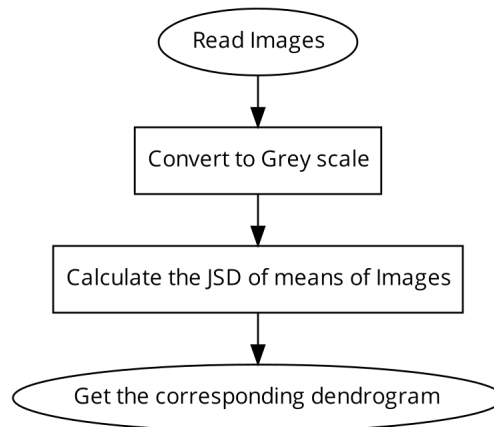 Read Images
Convert to Grey scale
Calculate the JSD of means of Images
Get the corresponding dendrogram